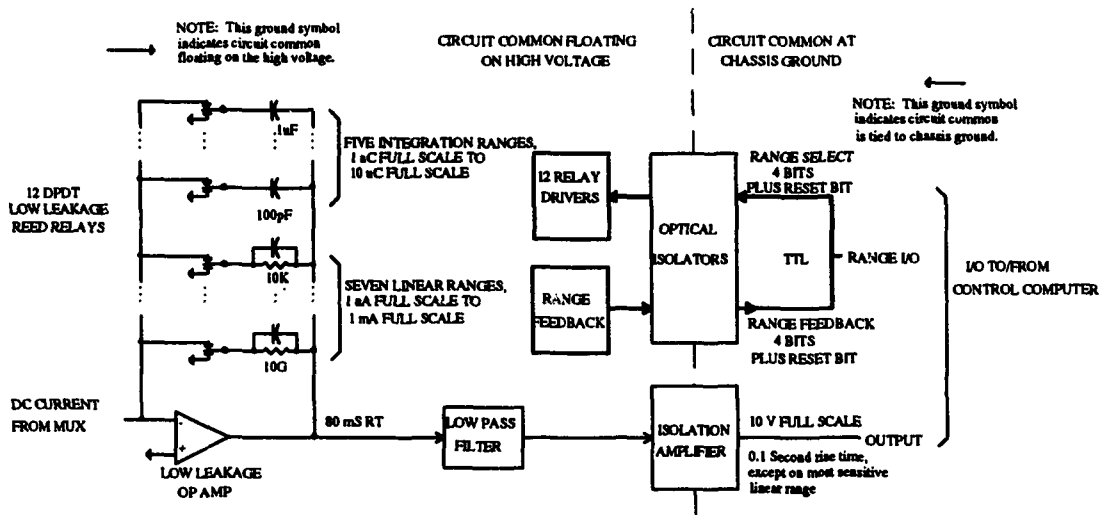 NOTE: This ground symbol
indicates circuit common
floating on the high voltage.
CIRCUIT COMMON FLOATING
ON HIGH VOLTAGE
CIRCUIT COMMON AT
CHASSIS GROUND
NOTE: This ground symbol
indicates circuit common
is tied to chassis ground.
.1uF
FIVE INTEGRATION RANGES,
1 nC FULL SCALE TO
10 uC FULL SCALE
12 DPDT
LOW LEAKAGE
REED RELAYS
100pF
12 RELAY
DRIVERS
OPTICAL
ISOLATORS
RANGE SELECT
4 BITS
PLUS RESET BIT
TTL
RANGE I/O
I/O TO/FROM
CONTROL COMPUTER
10K
SEVEN LINEAR RANGES,
1 nA FULL SCALE TO
1 mA FULL SCALE
RANGE
FEEDBACK
RANGE FEEDBACK
4 BITS
PLUS RESET BIT
10G
DC CURRENT
FROM MUX
-
+
LOW LEAKAGE
OP AMP
80 mS RT
LOW PASS
FILTER
ISOLATION
AMPLIFIER
10 V FULL SCALE
OUTPUT
0.1 Second rise time,
except on most sensitive
linear range